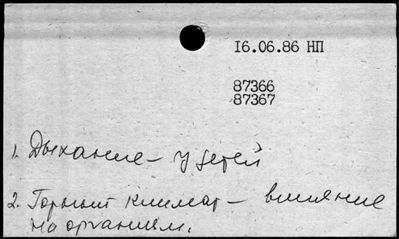 16.06.86 НП
87366
87367
1. Дыхание – у детей
2. Горный климат – влияние
на организм.